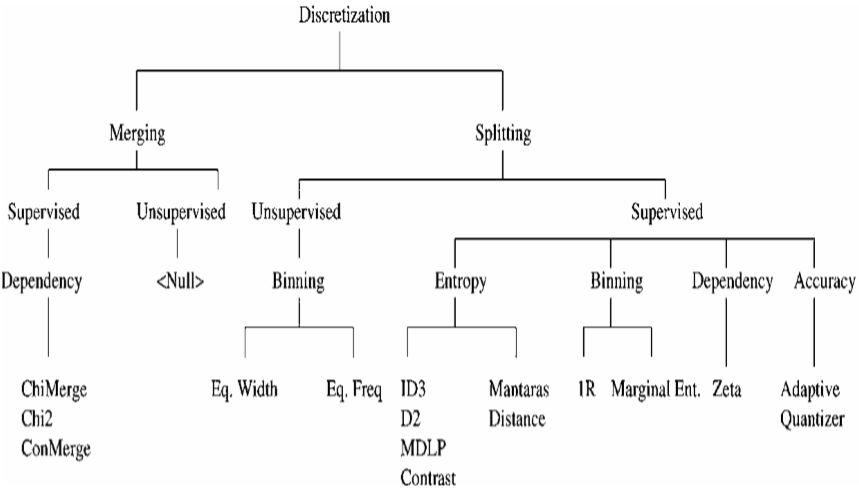 Discretization
Merging
Splitting
Supervised
Unsupervised
Unsupervised
Supervised
Dependency
<Null>
Binning
Entropy
Binning
Dependency
Accuracy
ChiMerge
Chi2
ConMerge
Eq. Width
Eq. Freq
ID3
D2
MDLP
Contrast
Mantaras
Distance
1R
Marginal Ent.
Zeta
Adaptive
Quantizer